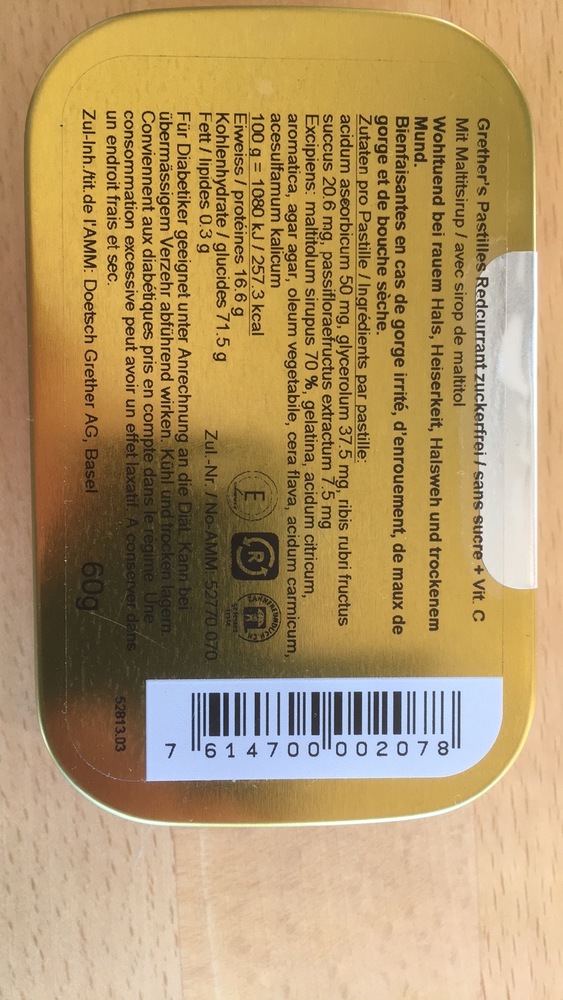 Grether's Pastilles Redcurrant zuckerfrei / sans sucre + Vit. C
Mit Maltitsirup / avec sirop de maltitol
Wohltuend bei rauem Hals, Heiserkeit, Halsweh und trockenem
Mund.
Bienfaisantes en cas de gorge irrité, d'enrouement, de maux de
gorge et de bouche sèche.
Zutaten pro Pastille / Ingrédients par pastille:
acidum ascorbicum 50 mg, glycerolum 37.5 mg, ribis rubri fructus
succus 20.6 mg, passifloraefructus extractum 7.5 mg
Excipiens: maltitolum sirupus 70 %, gelatina, acidum citricum,
aromatica, agar agar, oleum vegetabile, cera flava, acidum carmicum,
acesulfamum kalicum
100 g = 1080 kJ / 257.3 kcal
Eiweiss / protéines 16.6 g
Kohlenhydrate / glucides 71.5 g
Fett / lipides 0.3 g
E
R
Zul.-Nr. / No-AMM 52770.070
Für Diabetiker geeignet unter Anrechnung an die Diät. Kann bei
übermässigem Verzehr abführend wirken. Kühl und trocken lagern.
Conviennent aux diabétiques pris en compte dans le régime. Une
consommation excessive peut avoir un effet laxatif. A conserver dans
un endroit frais et sec.
Zul-Inh./tit.de l'AMM: Doetsch Grether AG, Basel
60g
52813.03
7 614700 002078